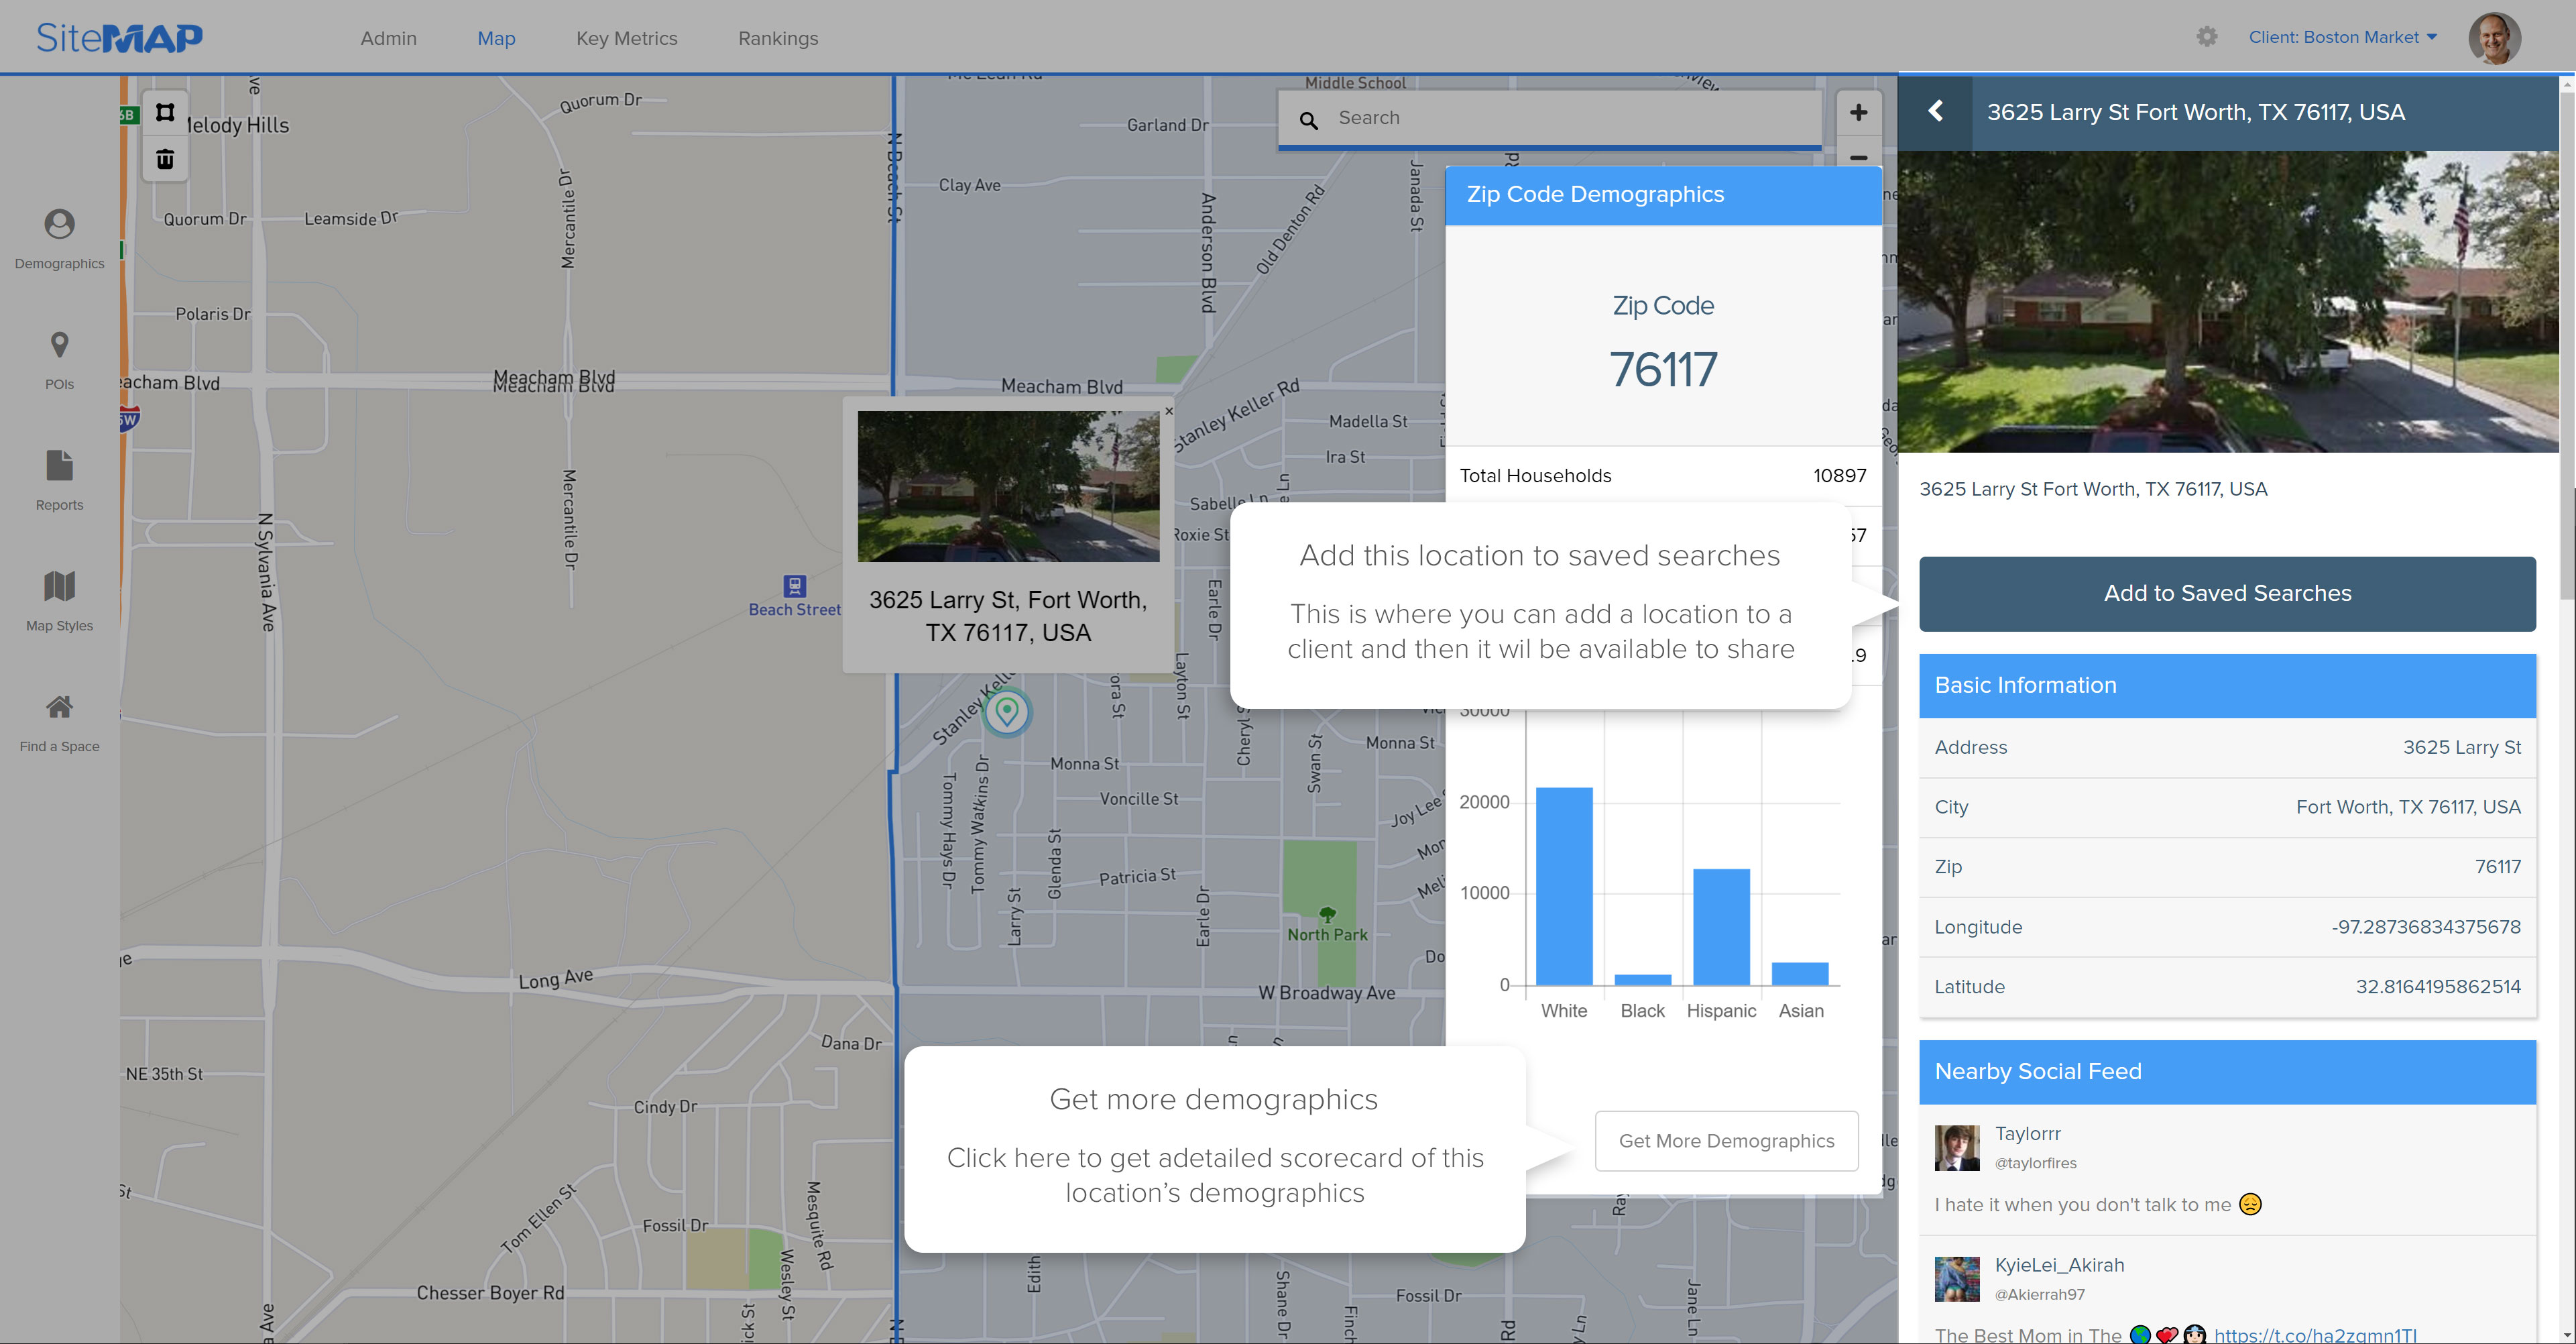 SiteMAP
Admin
Map
Key Metrics
Rankings
Client: Boston Market
Demographics
POIs
Reports
Map Styles
Find a Space
Search
Middle School
Garland Dr
Clay Ave
Anderson Blvd
Old Denton Rd
Janada St
N Beach St
Quorum Dr
Melody Hills
Quorum Dr
Leamside Dr
Mercantile Dr
Polaris Dr
Meacham Blvd
Meacham Blvd
Meacham Blvd
Stanley Keller Rd
Madella St
Ira St
Sabelle Ln
Roxie St
Mercantile Dr
N Sylvania Ave
Beach Street
3625 Larry St, Fort Worth,
TX 76117, USA
Earle Dr
Layton St
Monna St
Monna St
Swan St
Voncille St
Joy Lee
Tommy Hays Dr
Tommy Watkins Dr
Glenda St
Patricia St
Larry St
Earle Dr
North Park
Long Ave
W Broadway Ave
Dana Dr
NE 35th St
Cindy Dr
Tom Ellen St
Fossil Dr
Mesquite Rd
Wesley St
Chesser Boyer Rd
Edith
Shane Dr
Fossil Dr
Jane Ln
Zip Code Demographics
Zip Code
76117
Total Households 10897
30000
20000
10000
0
White
Black
Hispanic
Asian
Get More Demographics
Add this location to saved searches
This is where you can add a location to a
client and then it wil be available to share
Get more demographics
Click here to get adetailed scorecard of this
location's demographics
3625 Larry St Fort Worth, TX 76117, USA
3625 Larry St Fort Worth, TX 76117, USA
Add to Saved Searches
Basic Information
Address 3625 Larry St
City Fort Worth, TX 76117, USA
Zip 76117
Longitude -97.28736834375678
Latitude 32.8164195862514
Nearby Social Feed
Taylorrr
@taylorfires
I hate it when you don't talk to me 😔
KyieLei_Akirah
@Akierrah97
The Best Mom in The